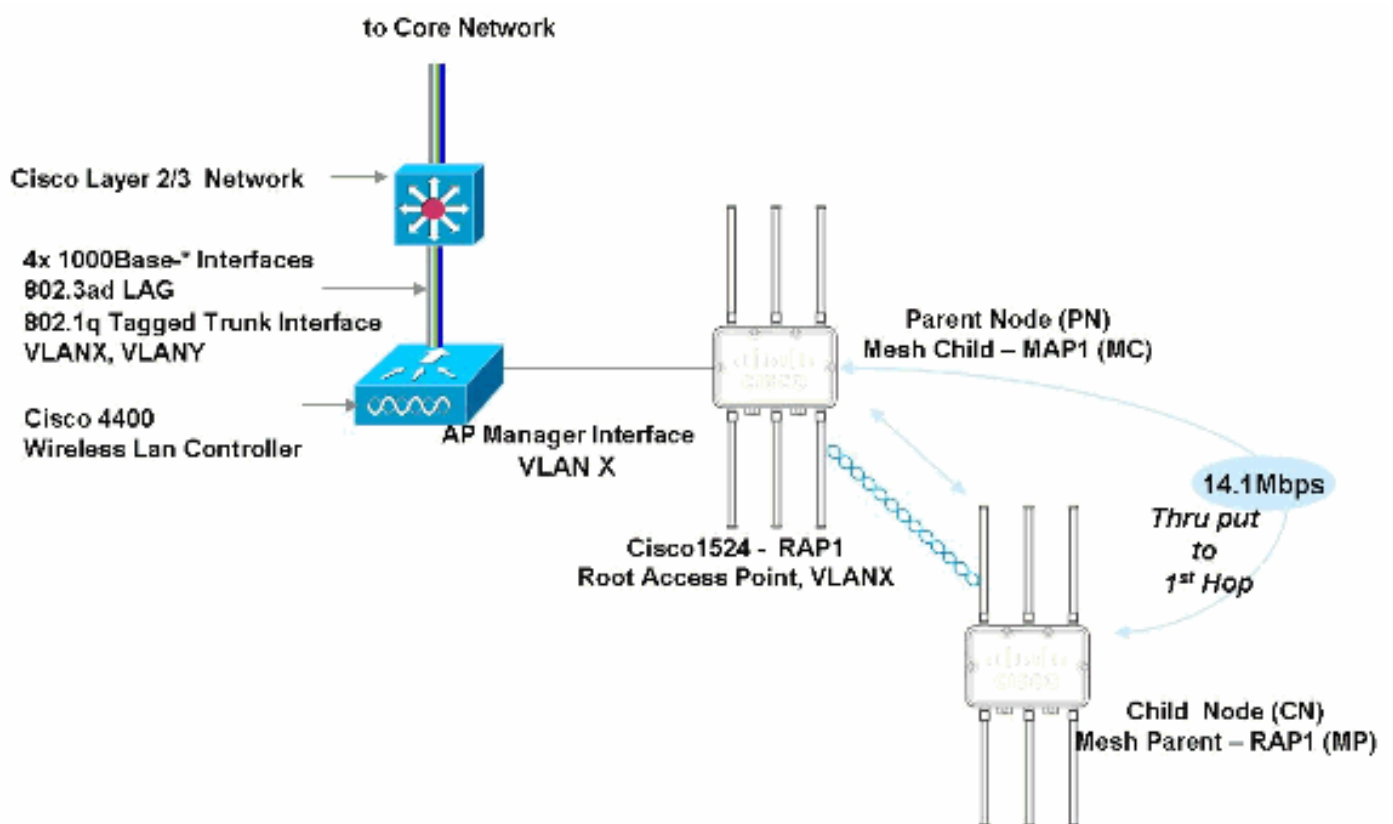 to Core Network
Cisco Layer 2/3 Network
4x 1000Base-* Interfaces
802.3ad LAG
802.1q Tagged Trunk Interface
VLANX, VLANY
Cisco 4400
Wireless Lan Controller
AP Manager Interface
VLAN X
Parent Node (PN)
Mesh Child – MAP1 (MC)
Cisco1524 - RAP1
Root Access Point, VLANX
14.1Mbps
Thru put
to
1st Hop
Child Node (CN)
Mesh Parent – RAP1 (MP)